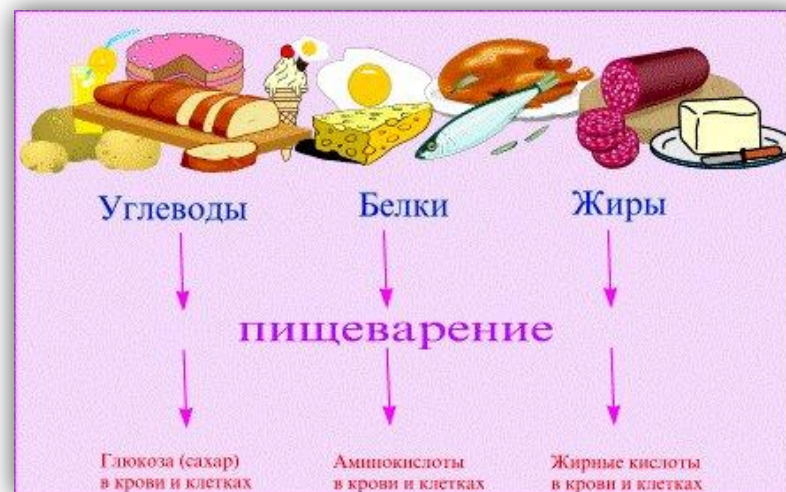 Углеводы Белки Жиры
пищеварение
Глюкоза (сахар) Аминокислоты Жирные кислоты
в крови и клетках в крови и клетках в крови и клетках